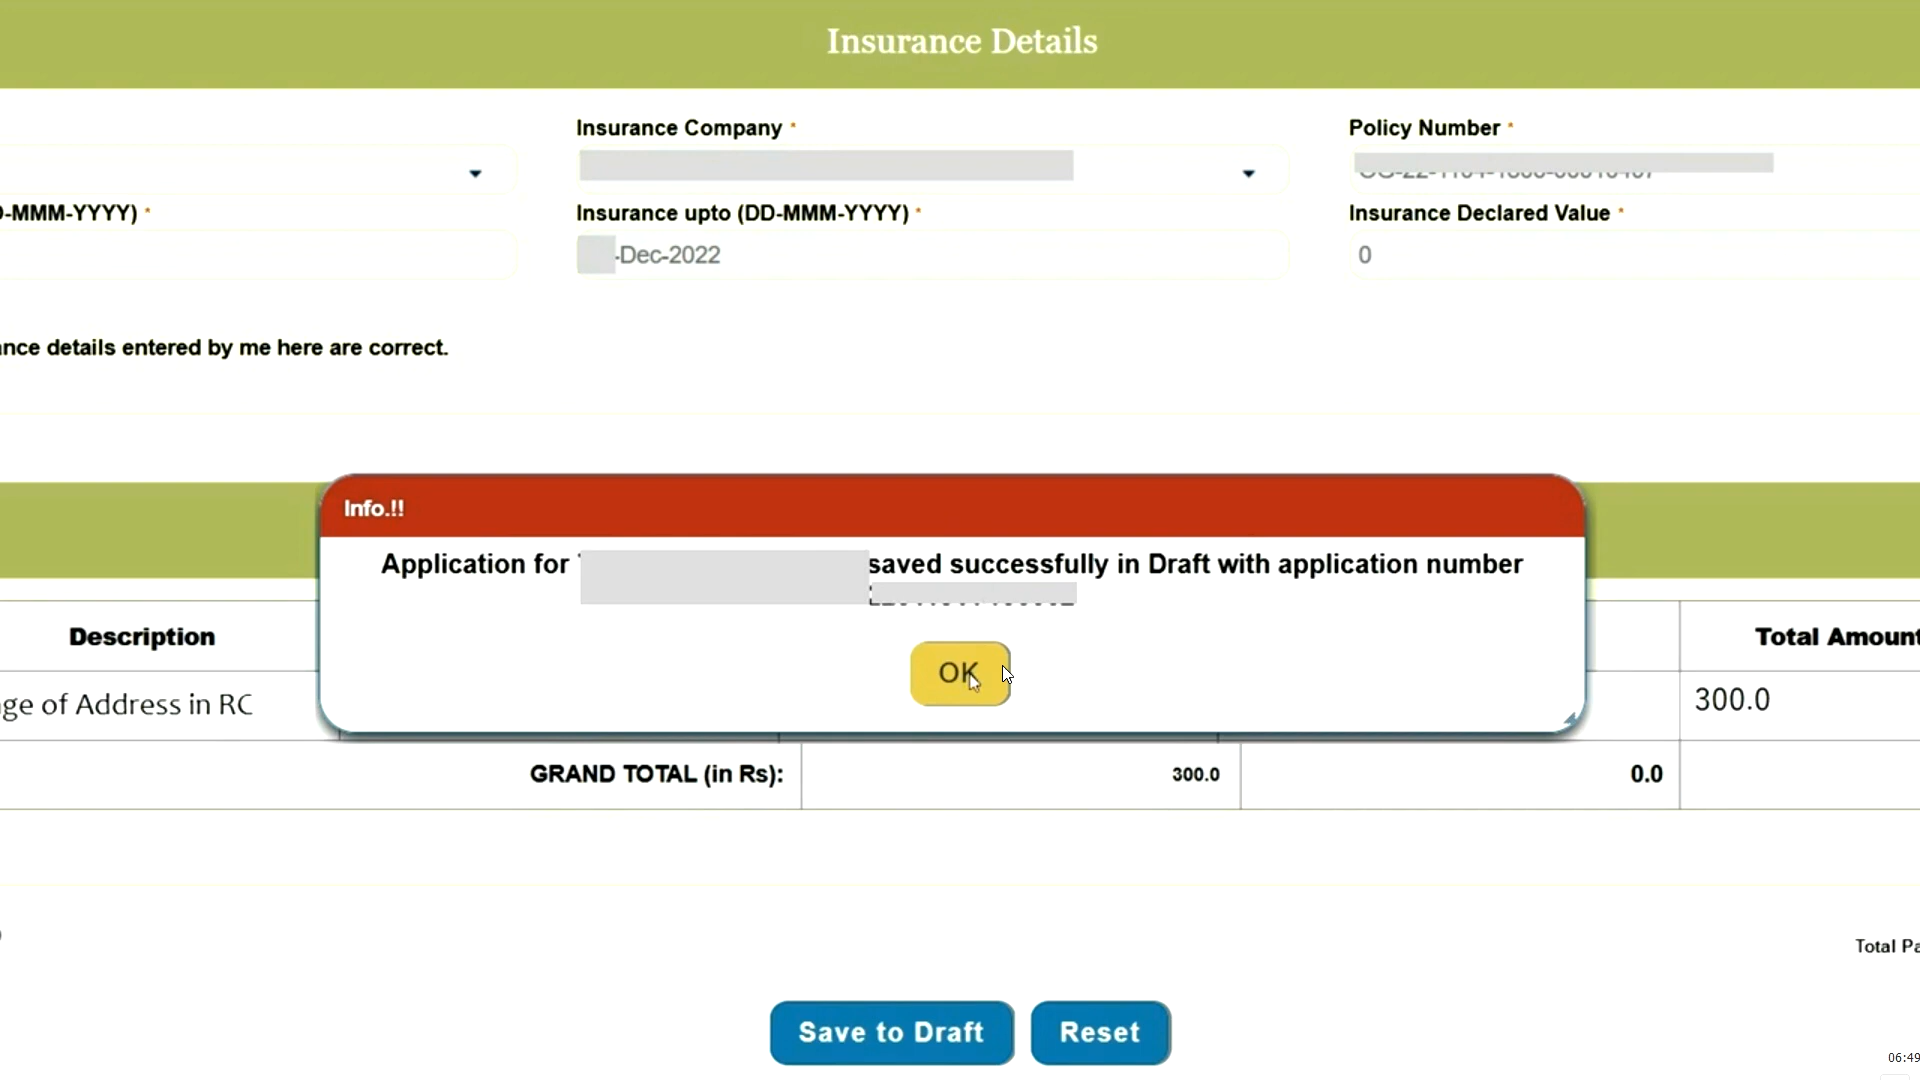 Insurance Details
Insurance Company *
Policy Number *
-MMM-YYYY) *
Insurance upto (DD-MMM-YYYY) *
Insurance Declared Value *
-Dec-2022
0
details entered by me here are correct.
Info.!!
Application for saved successfully in Draft with application number
OK
Description
Total Amount
of Address in RC
300.0
GRAND TOTAL (in Rs):
300.0
0.0
Total
Save to Draft
Reset
06:49